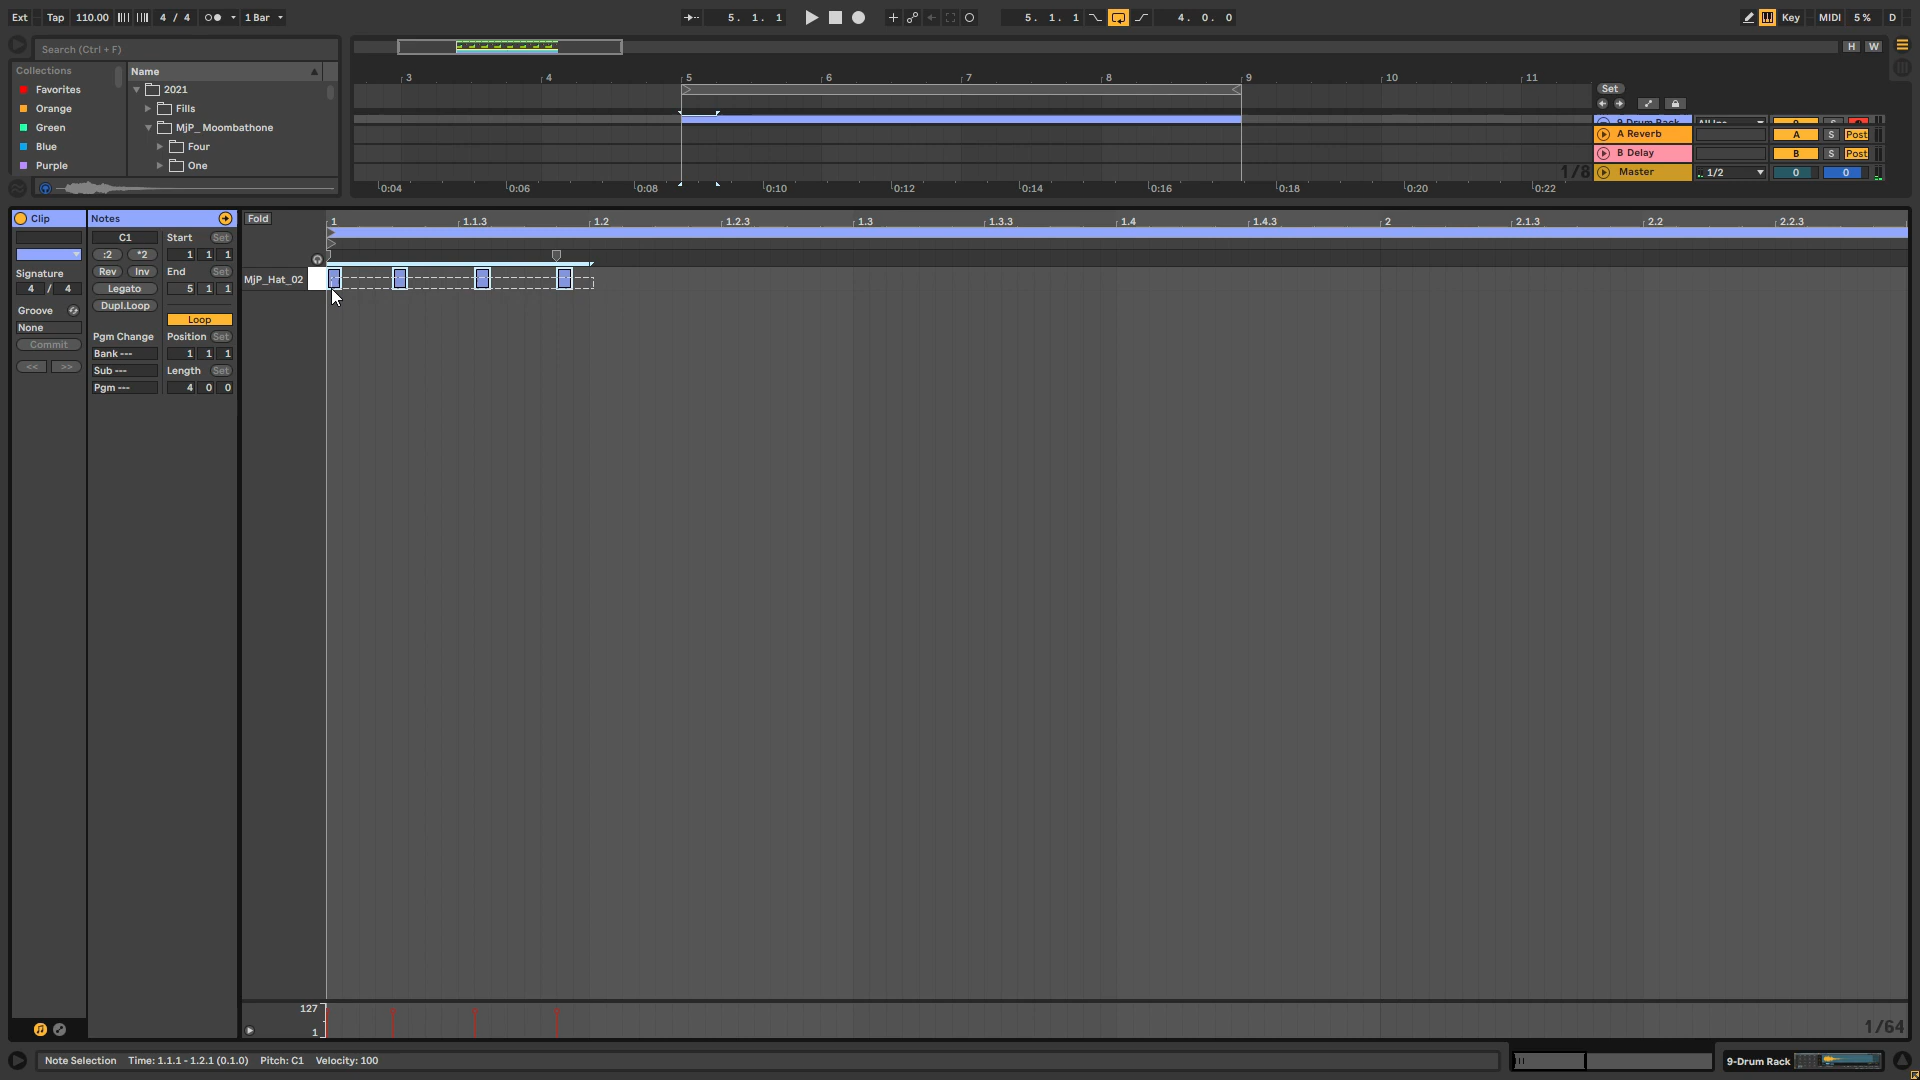 Ext Tap 110.00 4 / 4 1 Bar 5. 1. 1 5. 1. 1 4. 0. 0 Key MIDI 5 % D
Search (Ctrl + F) H W
Collections Name
Favorites 2021
Orange Fills
Green MjP_ Moombathone
Blue Four
Purple One
3 4 5 6 7 8 9 10 11
Set
9-Drum Rack All Ins 9 S
A Reverb A S Post
B Delay B S Post
1/8 Master 1/2 0 0
0:04 0:06 0:08 0:10 0:12 0:14 0:16 0:18 0:20 0:22
Clip Notes Fold 1 1.1.3 1.2 1.2.3 1.3 1.3.3 1.4 1.4.3 2 2.1.3 2.2 2.2.3
C1 Start Set
:2 *2 1 1 1
Signature Rev Inv End Set
4 / 4 Legato 5 1 1
MjP_Hat_02
Groove Dupl.Loop
None Loop
Commit Pgm Change Position Set
Bank --- 1 1 1
<< >> Sub --- Length Set
Pgm --- 4 0 0
127
1
1/64
Note Selection Time: 1.1.1 - 1.2.1 (0.1.0) Pitch: C1 Velocity: 100 9-Drum Rack